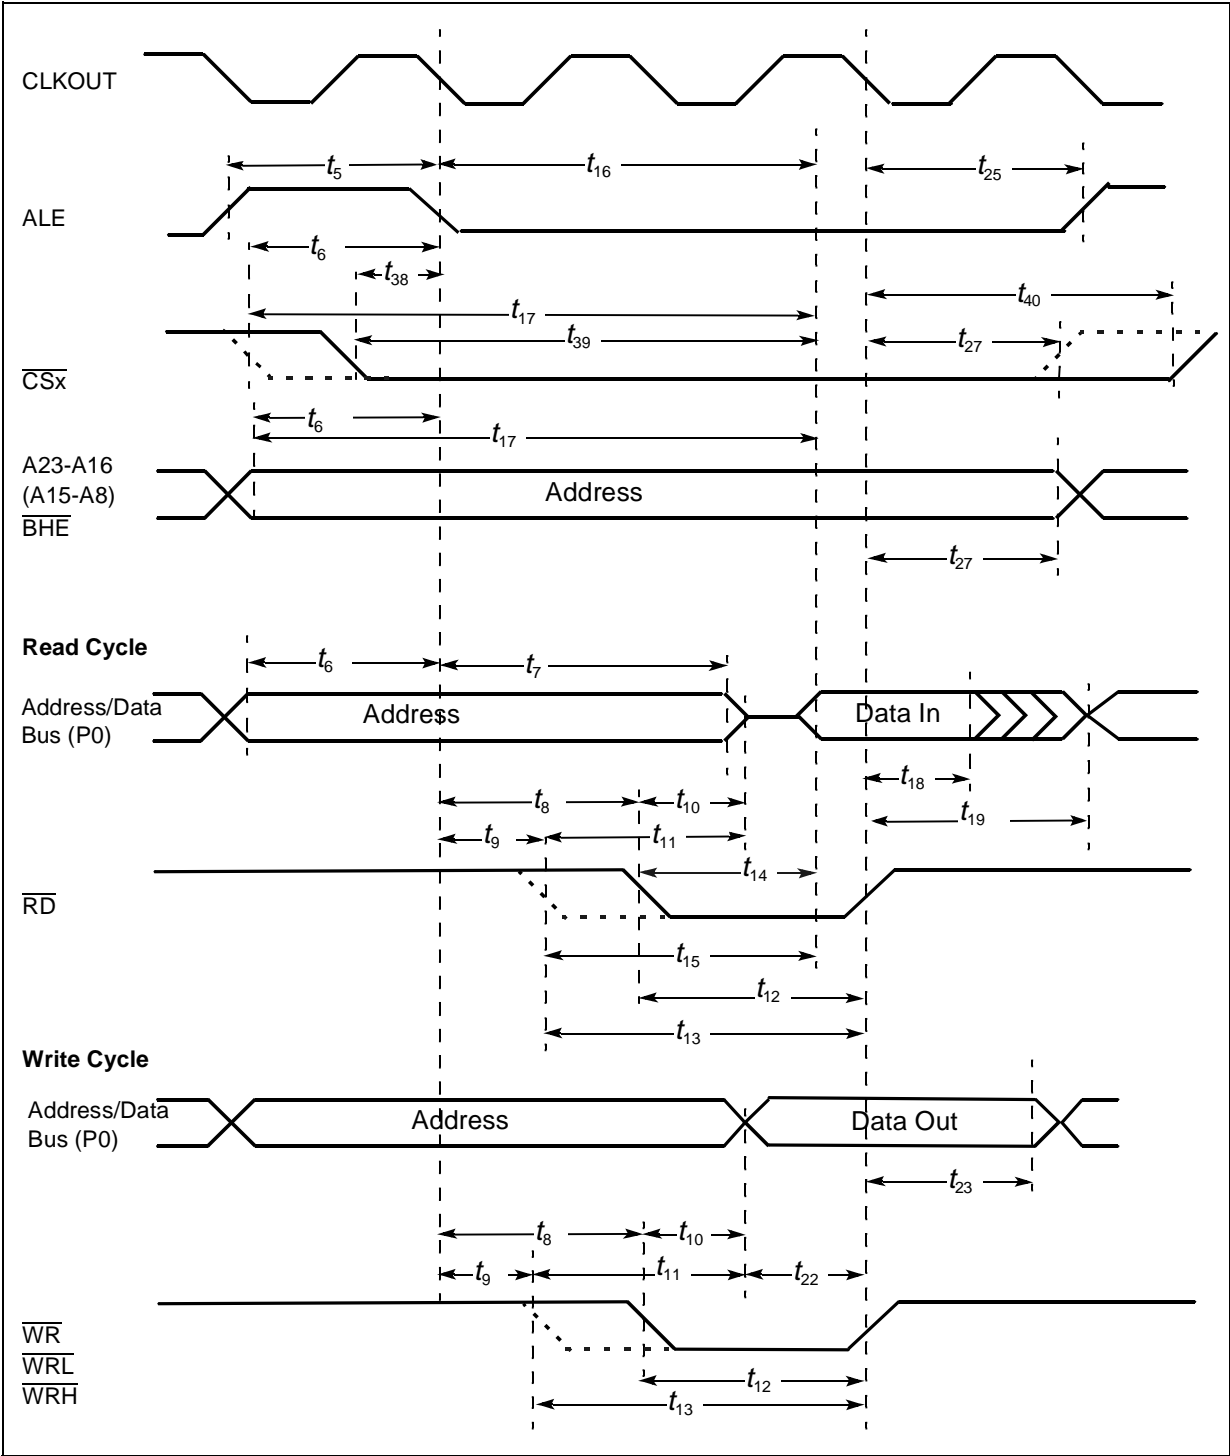 CLKOUT
t5 t16 t25
ALE
t6
t38
t40
t17
t27
t39
CSx
t6
t17
A23-A16
(A15-A8)
Address
BHE
t27
Read Cycle
t6 t7
Address/Data
Bus (P0)
Address Data In
t18
t8 t10
t19
t9 t11
t14
RD
t15
t12
t13
Write Cycle
Address/Data
Bus (P0)
Address Data Out
t23
t8 t10
t9 t11 t22
WR
WRL
WRH
t12
t13